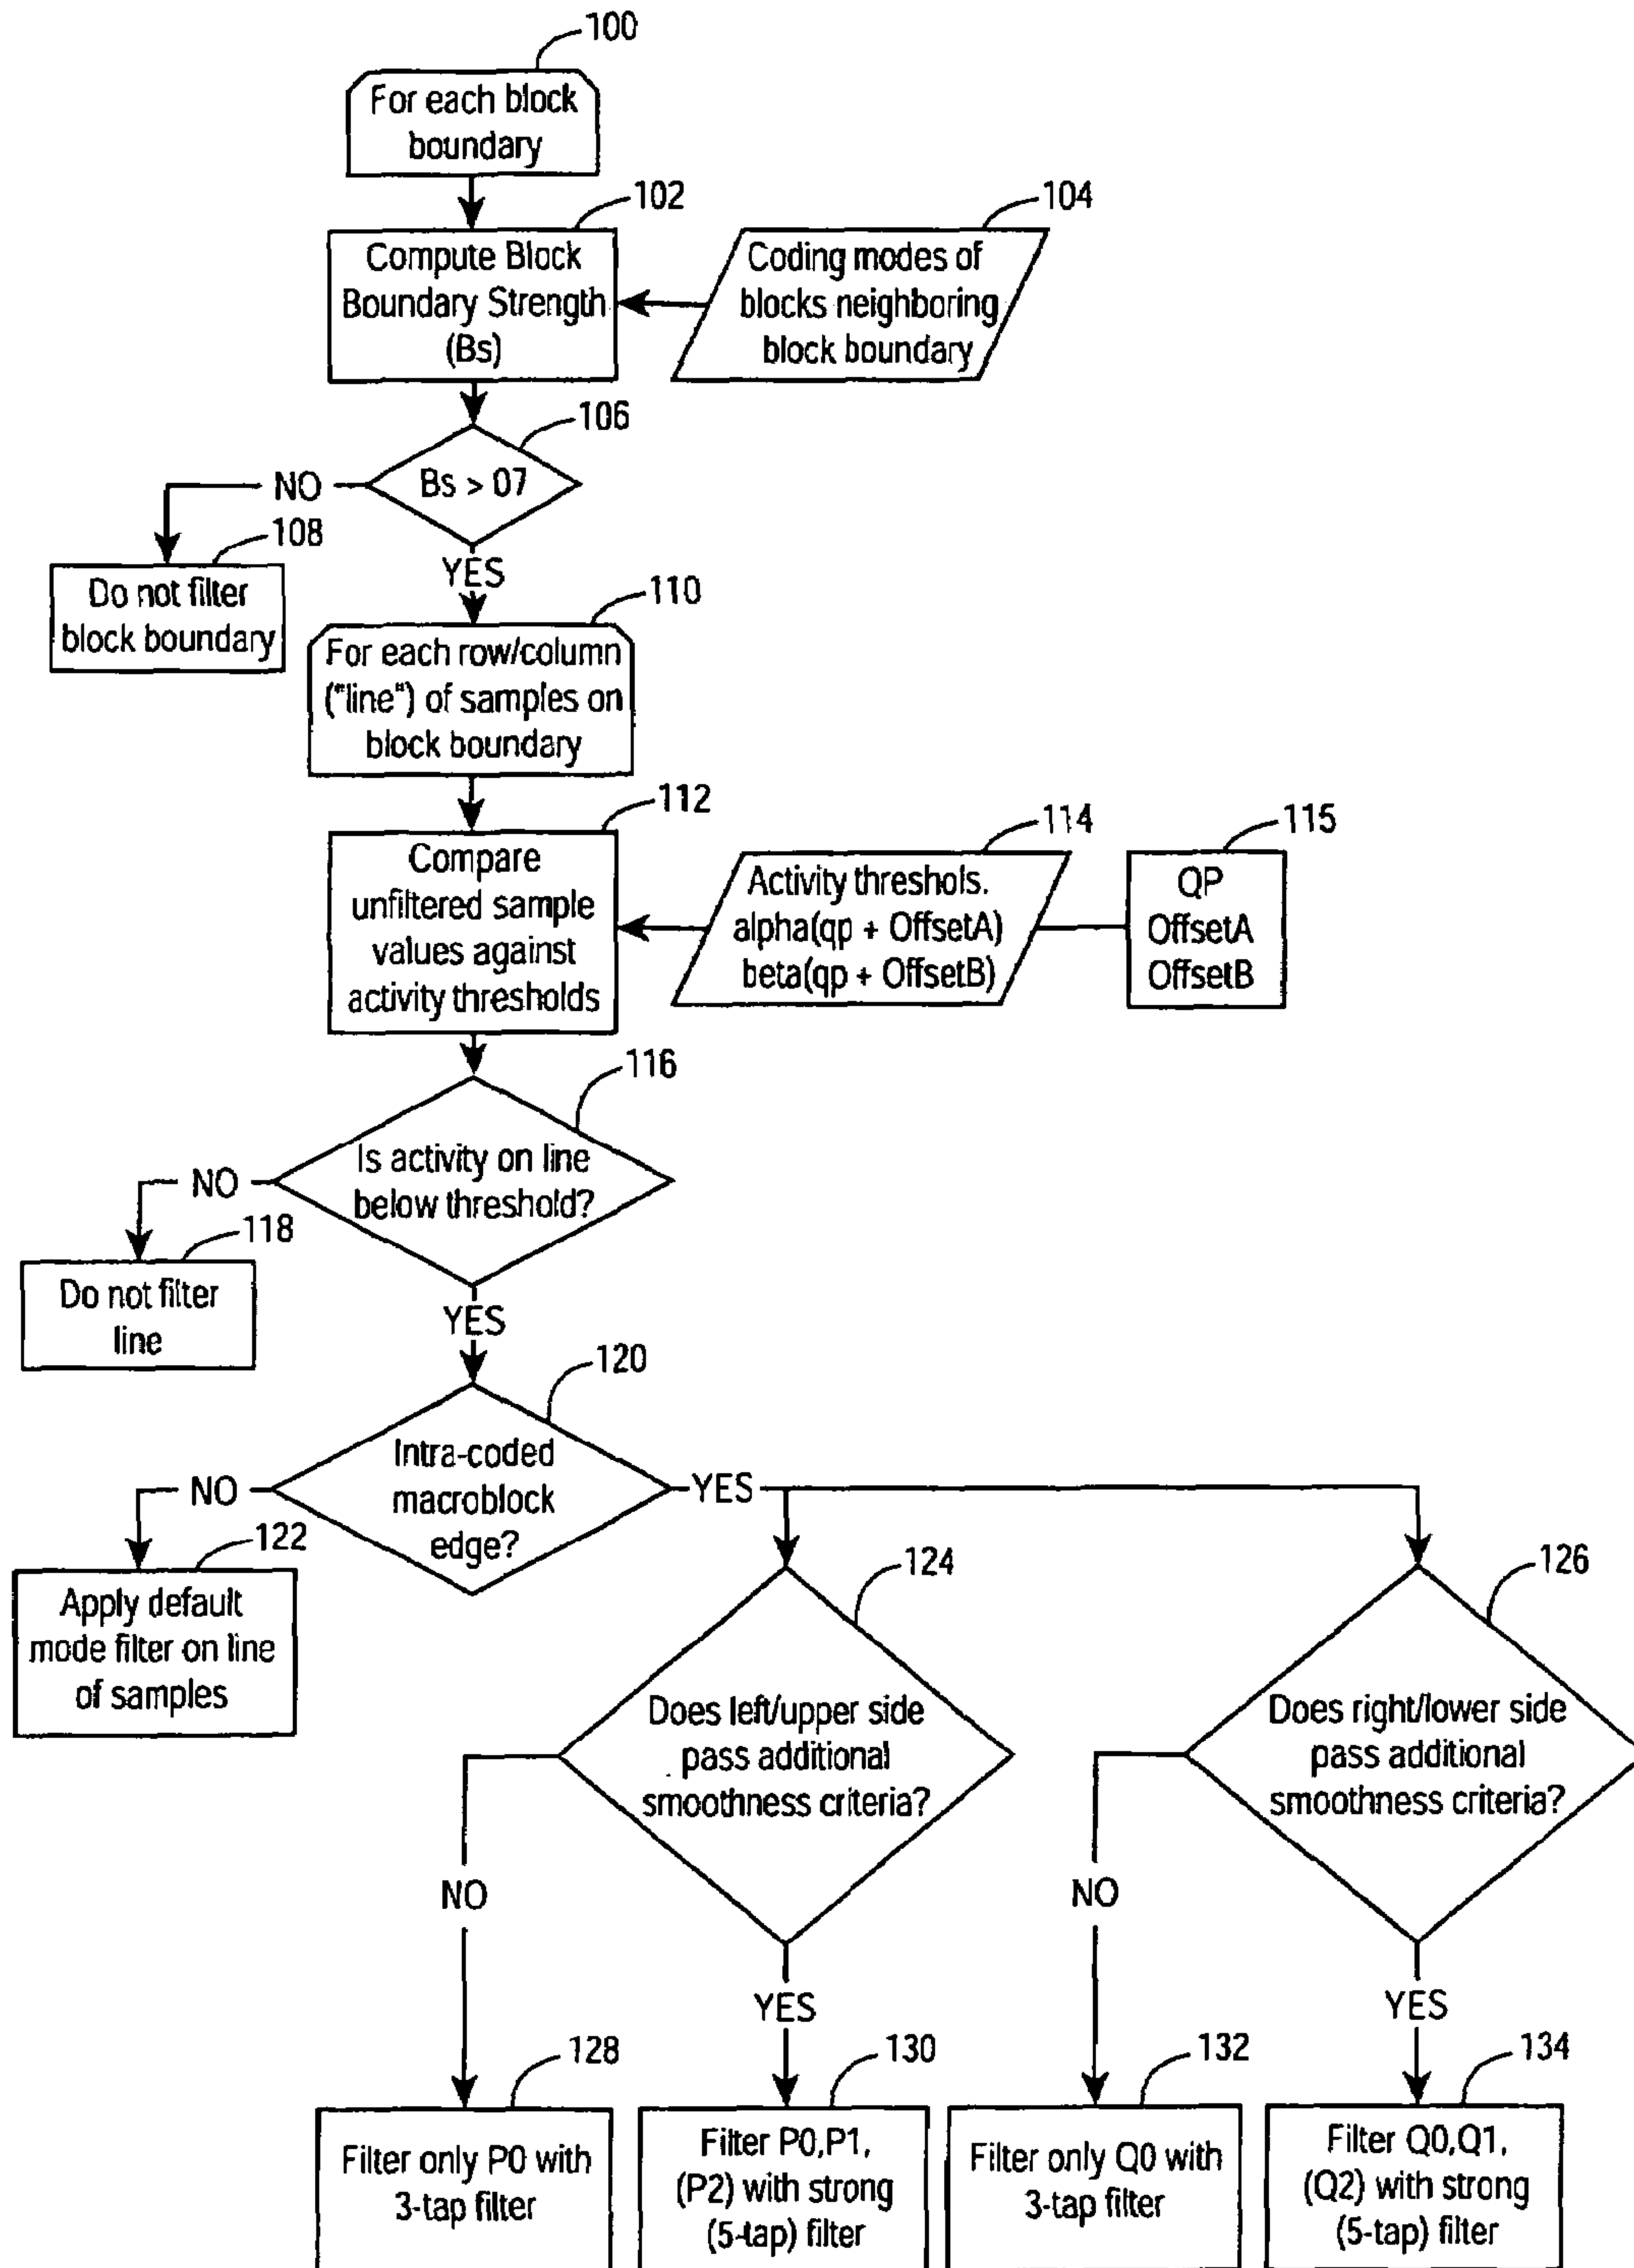 100
For each block
boundary
102
Compute Block
Boundary Strength
(Bs)
104
Coding modes of
blocks neighboring
block boundary
106
Bs > 07
NO
108
Do not filter
block boundary
YES
110
For each row/column
("line") of samples on
block boundary
112
Compare
unfiltered sample
values against
activity thresholds
114
Activity threshols.
alpha(qp + OffsetA)
beta(qp + OffsetB)
115
QP
OffsetA
OffsetB
116
Is activity on line
below threshold?
NO
118
Do not filter
line
YES
120
Intra-coded
macroblock
edge?
NO
122
Apply default
mode filter on line
of samples
YES
124
Does left/upper side
pass additional
smoothness criteria?
126
Does right/lower side
pass additional
smoothness criteria?
NO
YES
NO
YES
128
Filter only P0 with
3-tap filter
130
Filter P0,P1,
(P2) with strong
(5-tap) filter
132
Filter only Q0 with
3-tap filter
134
Filter Q0,Q1,
(Q2) with strong
(5-tap) filter